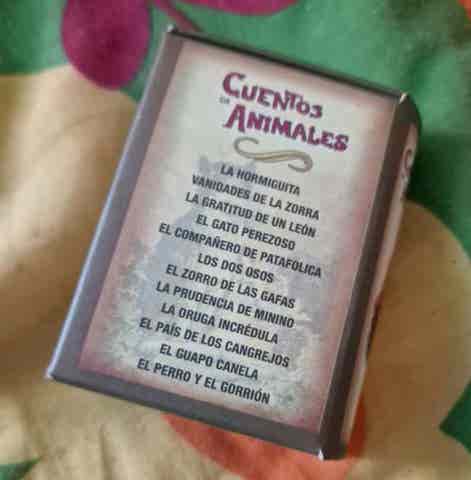 CUENTOS
DE
ANIMALES
LA HORMIGUITA
VANIDADES DE LA ZORRA
LA GRATITUD DE UN LEÓN
EL GATO PEREZOSO
EL COMPAÑERO DE PATAFOLICA
LOS DOS OSOS
EL ZORRO DE LAS GAFAS
LA PRUDENCIA DE MININO
LA ORUGA INCRÉDULA
EL PAÍS DE LOS CANGREJOS
EL GUAPO CANELA
EL PERRO Y EL GORRIÓN